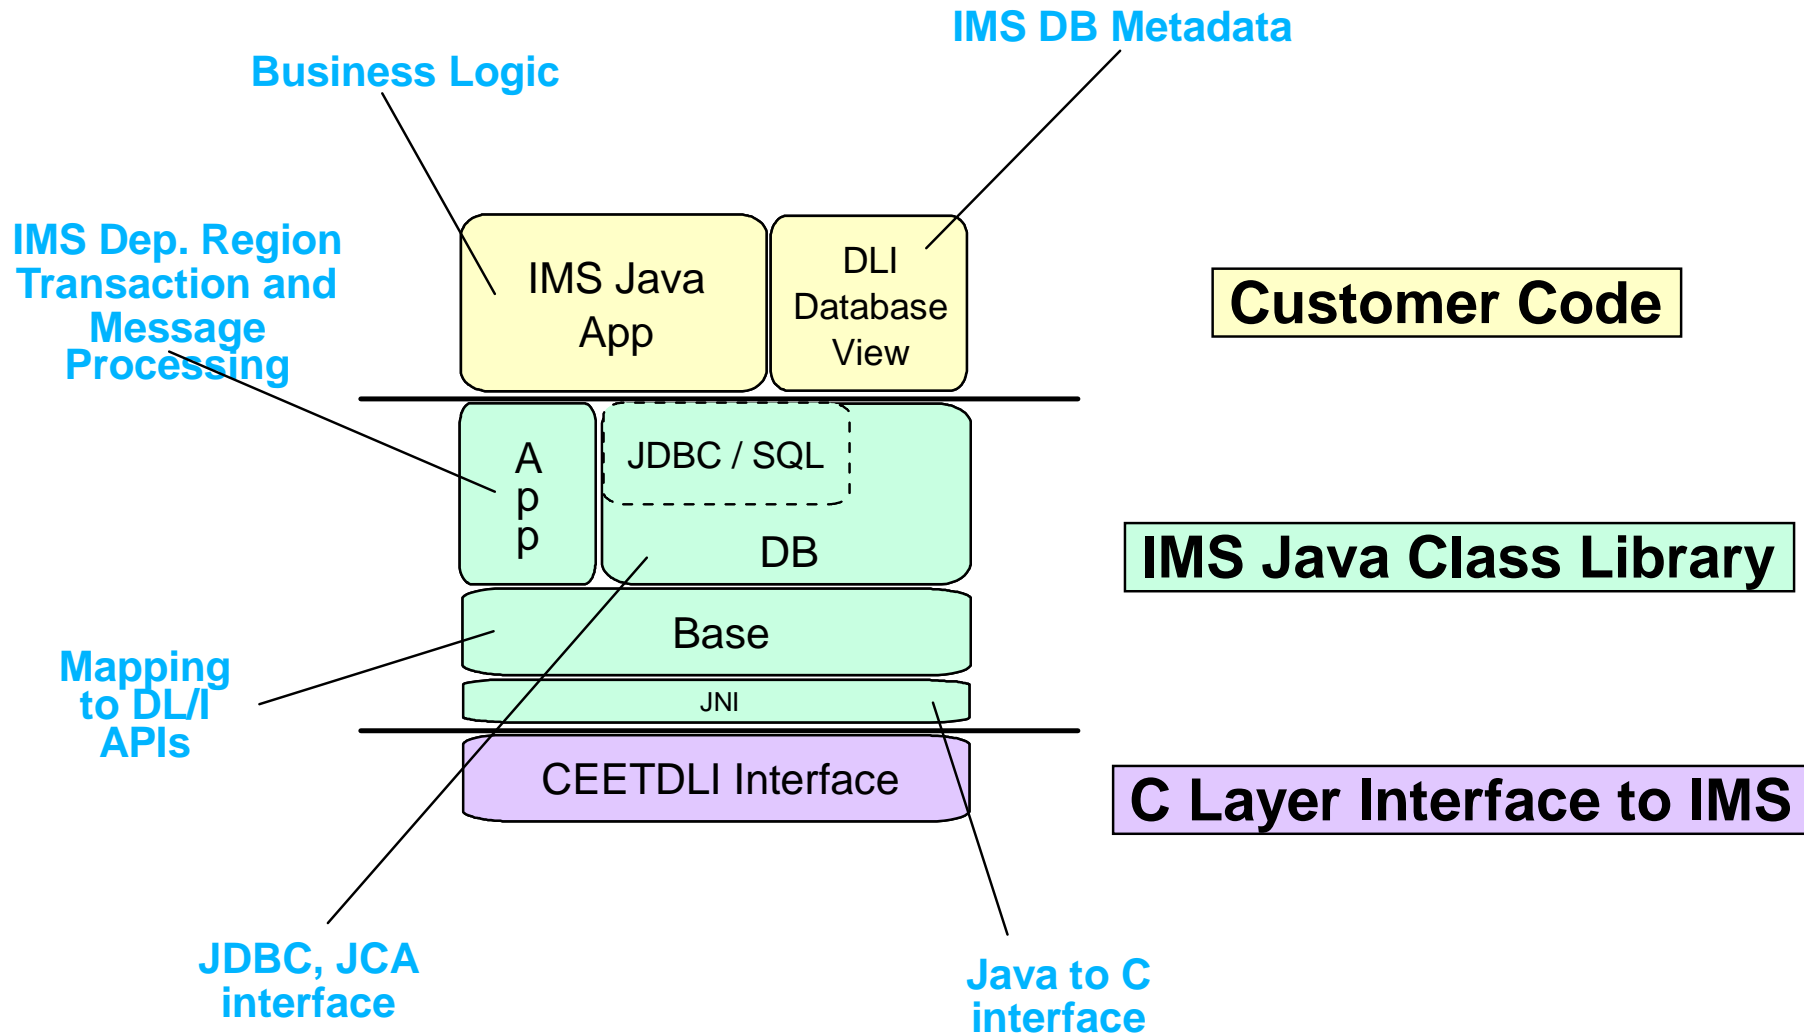 IMS DB Metadata
Business Logic
IMS Dep. Region
Transaction and
Message
Processing
IMS Java
App
DLI
Database
View
Customer Code
A
p
p
JDBC / SQL
DB
IMS Java Class Library
Base
Mapping
to DL/I
APIs
JNI
CEETDLI Interface
C Layer Interface to IMS
JDBC, JCA
interface
Java to C
interface